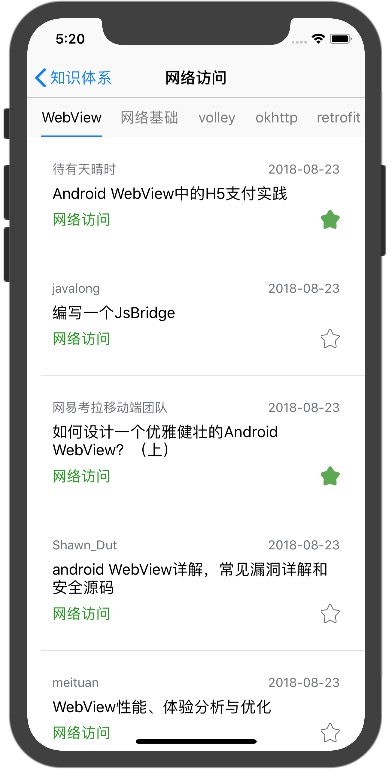 5:20
知识体系 网络访问
WebView 网络基础 volley okhttp retrofit
待有天晴时 2018-08-23
Android WebView中的H5支付实践
网络访问
javalong 2018-08-23
编写一个JsBridge
网络访问
网易考拉移动端团队 2018-08-23
如何设计一个优雅健壮的Android
WebView?（上）
网络访问
Shawn_Dut 2018-08-23
android WebView详解，常见漏洞详解和
安全源码
网络访问
meituan 2018-08-23
WebView性能、体验分析与优化
网络访问